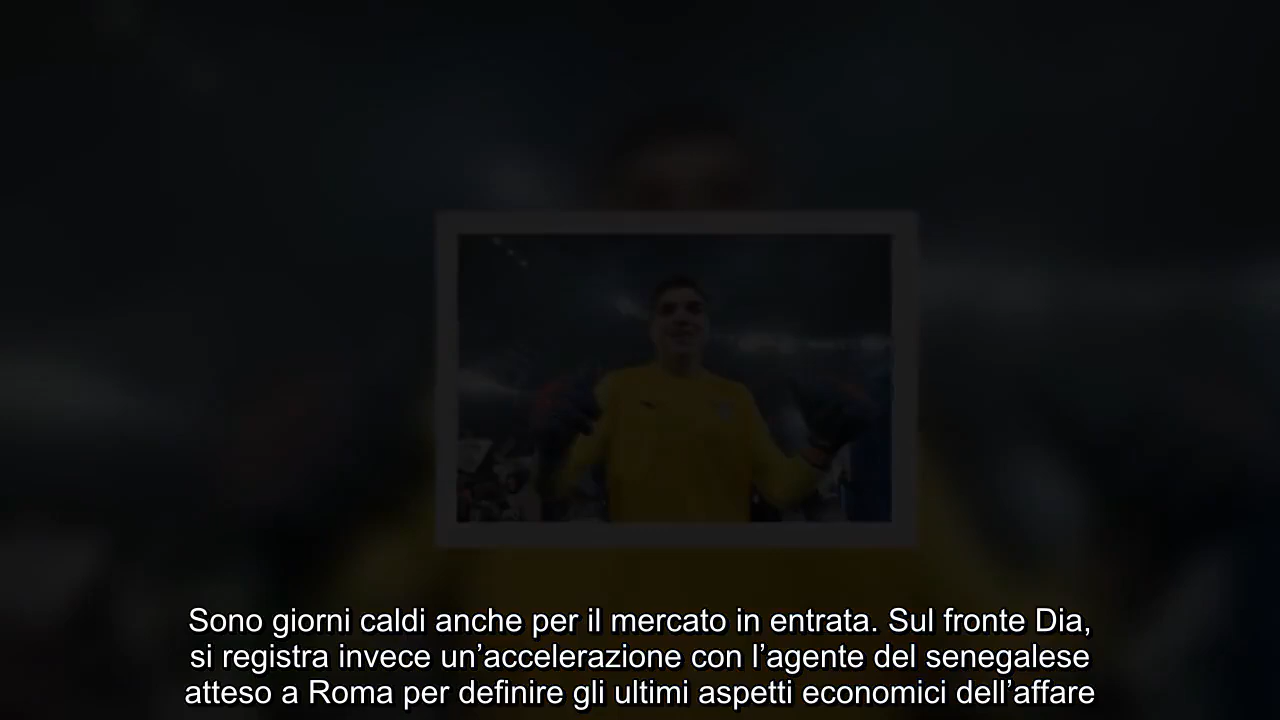 Sono giorni caldi anche per il mercato in entrata. Sul fronte Dia,
si registra invece un’accelerazione con l’agente del senegalese
atteso a Roma per definire gli ultimi aspetti economici dell’affare